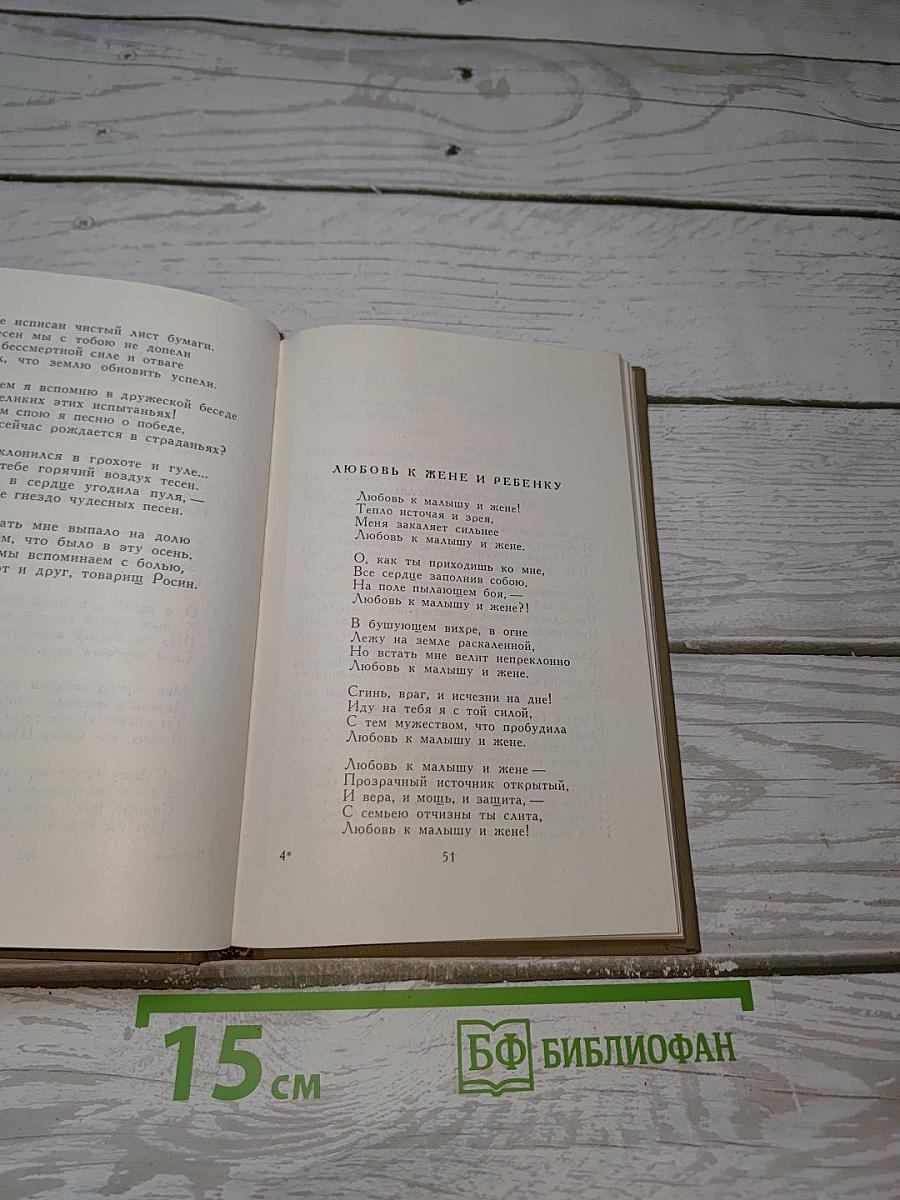 е исписан чистый лист бумаги.
есен мы с тобою не допели
бессмертной силе и отваге
х, что землю обновить успели.
ем я вспомню в дружеской беседе
еликих этих испытаньях!
м спою я песню о победе,
сейчас рождается в страданьях?
клонился в грохоте и гуле...
тебе горячий воздух тесен.
в сердце угодила пуля,—
е гнездо чудесных песен.
ать мне выпало на долю
ем, что было в эту осень.
мы вспоминаем с болью,
от и друг, товарищ Росин.
ЛЮБОВЬ К ЖЕНЕ И РЕБЕНКУ
Любовь к малышу и жене!
Тепло источая и зрея,
Меня закаляет сильнее
Любовь к малышу и жене.
О, как ты приходишь ко мне,
Все сердце заполнив собою,
На поле пылающем боя,—
Любовь к малышу и жене?!
В бушующем вихре, в огне
Лежу на земле раскаленной,
Но встать мне велит непреклонно
Любовь к малышу и жене.
Сгинь, враг, и исчезни на дне!
Иду на тебя я с той силой,
С тем мужеством, что пробудила
Любовь к малышу и жене.
Любовь к малышу и жене—
Прозрачный источник открытый,
И вера, и мощь, и защита,—
С семьею отчизны ты слита,
Любовь к малышу и жене!
4*
51
15 см
БФ БИБЛИОФАН